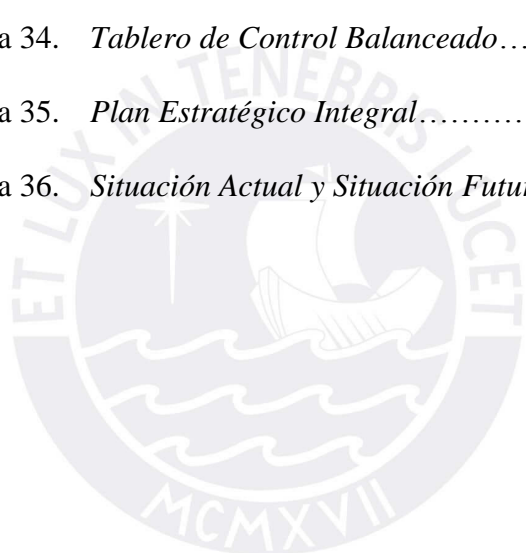 a 34. Tablero de Control Balanceado…
a 35. Plan Estratégico Integral…………
a 36. Situación Actual y Situación Futur
ET LUX IN TENEBRIS LUCET
MCMXVII